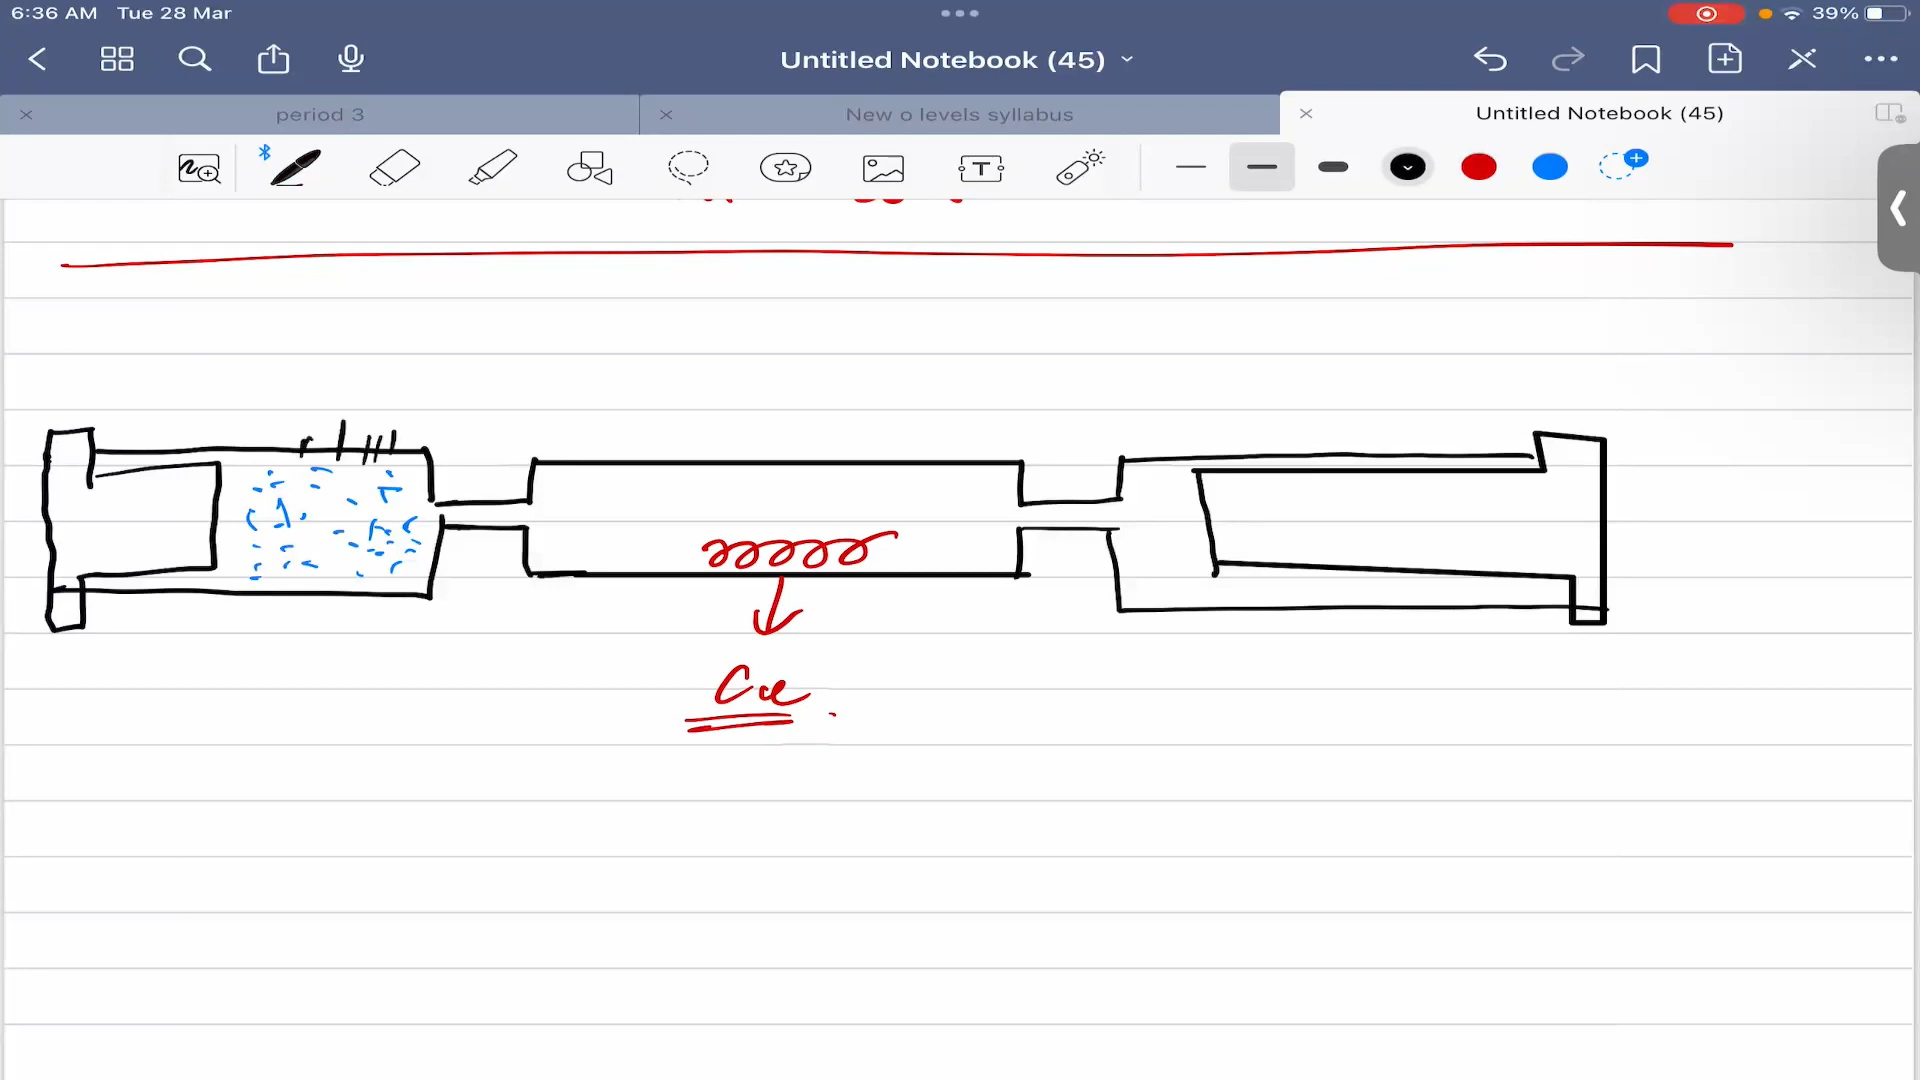 6:36 AM Tue 28 Mar
39%
Untitled Notebook (45)
period 3
New o levels syllabus
Untitled Notebook (45)
T
Cu